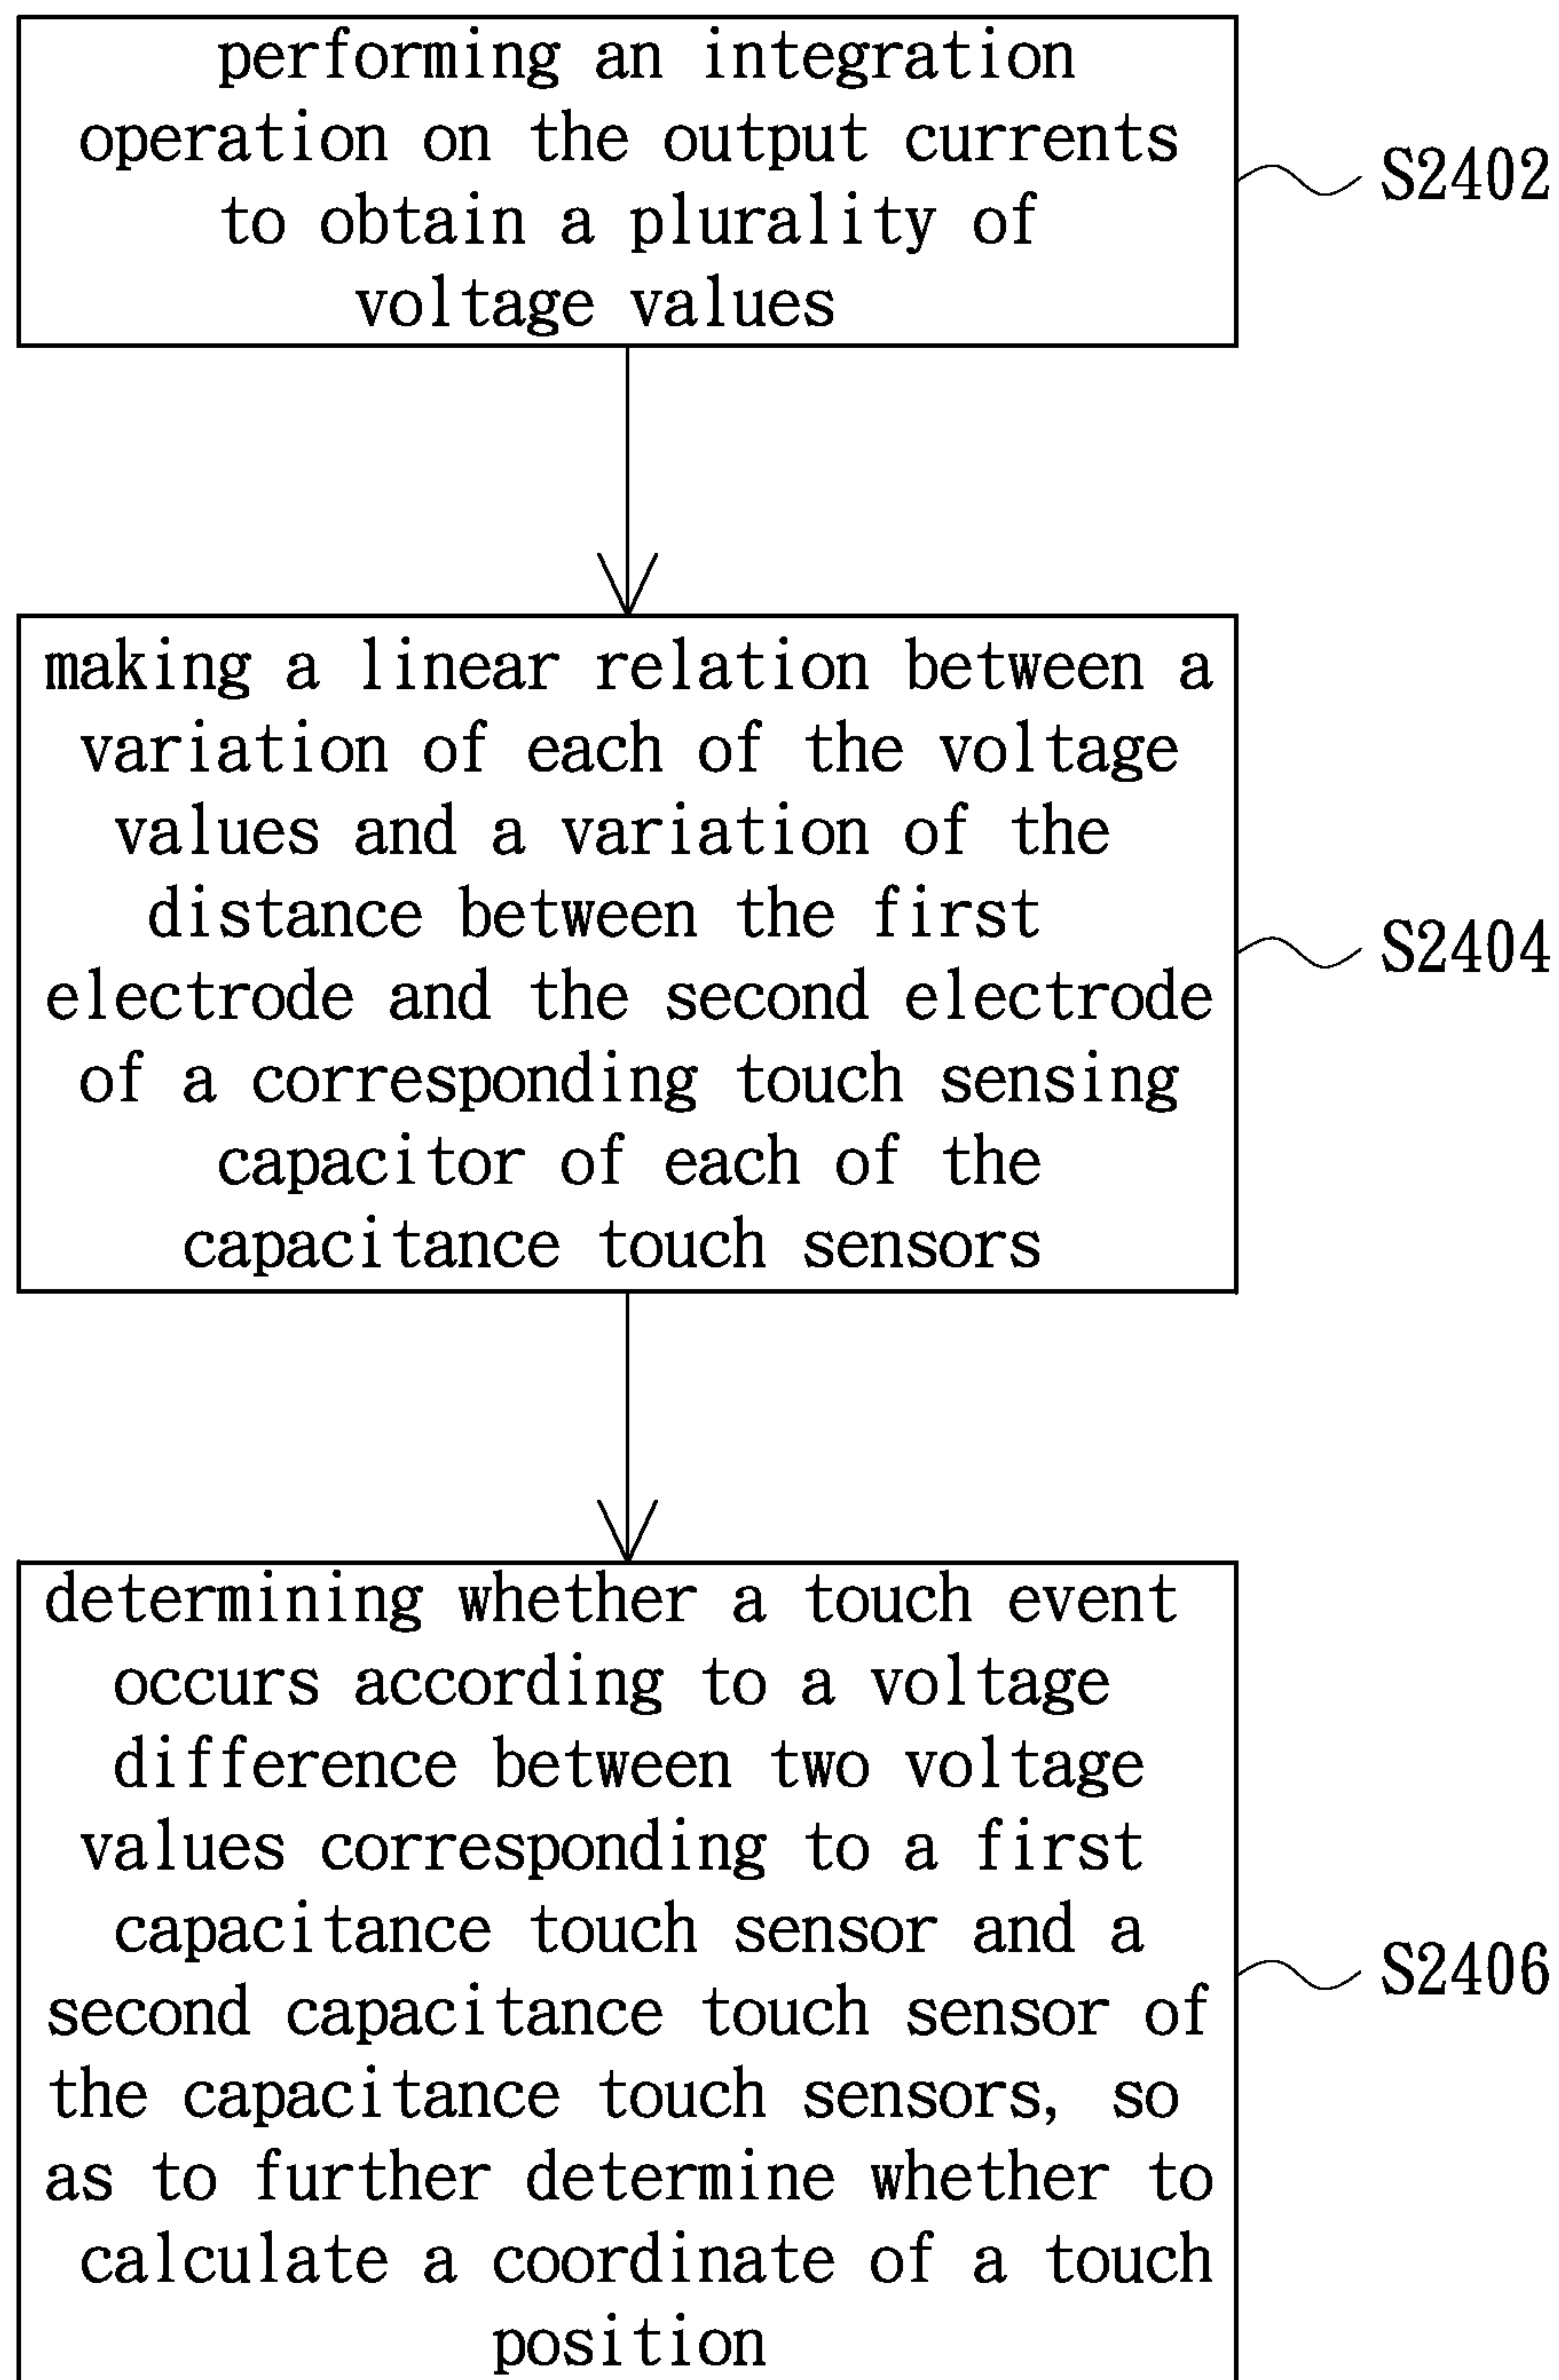 performing an integration
operation on the output currents
to obtain a plurality of
voltage values
S2402
making a linear relation between a
variation of each of the voltage
values and a variation of the
distance between the first
electrode and the second electrode
of a corresponding touch sensing
capacitor of each of the
capacitance touch sensors
S2404
determining whether a touch event
occurs according to a voltage
difference between two voltage
values corresponding to a first
capacitance touch sensor and a
second capacitance touch sensor of
the capacitance touch sensors, so
as to further determine whether to
calculate a coordinate of a touch
position
S2406